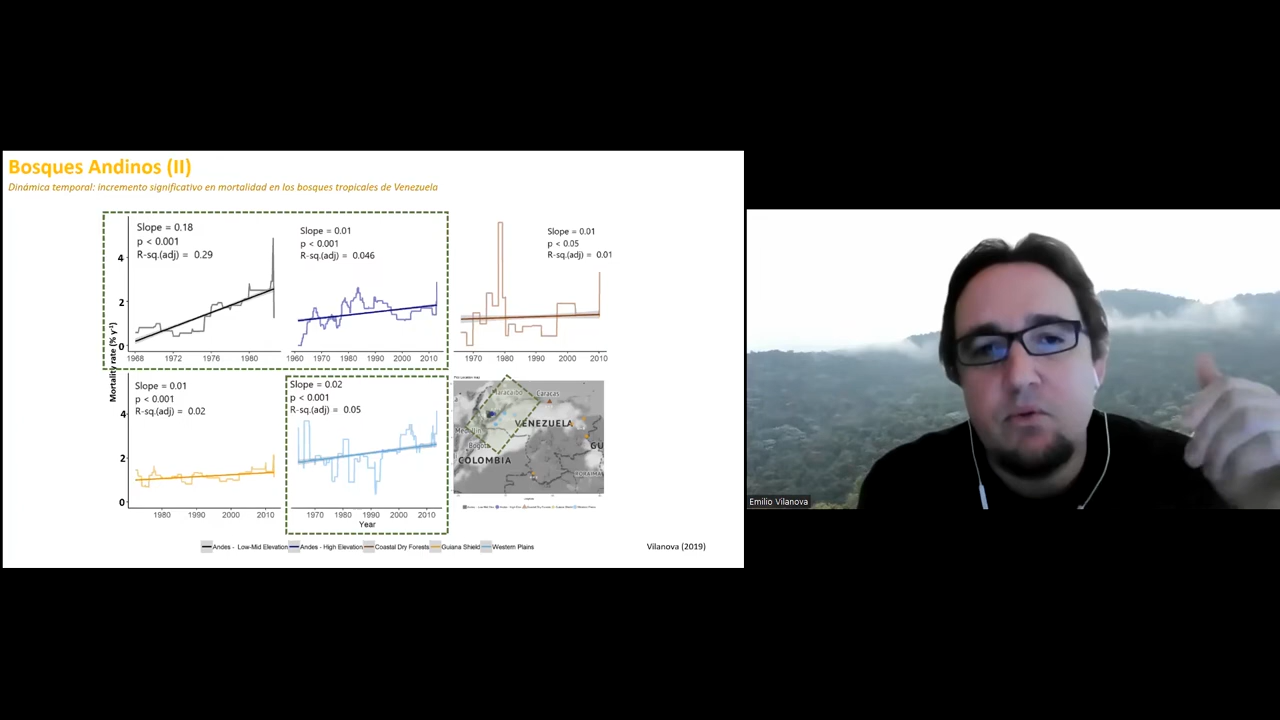 Bosques Andinos (II)
Dinámica temporal: incremento significativo en mortalidad en los bosques tropicales de Venezuela
Slope = 0.18
p < 0.001
R-sq.(adj) = 0.29
Slope = 0.01
p < 0.001
R-sq.(adj) = 0.046
Slope = 0.01
p < 0.05
R-sq.(adj) = 0.01
4
2
0
1968 1972 1976 1980
1960 1970 1980 1990 2000 2010
1970 1980 1990 2000 2010
Mortality rate (% y⁻¹)
Slope = 0.01
p < 0.001
R-sq.(adj) = 0.02
Slope = 0.02
p < 0.001
R-sq.(adj) = 0.05
4
2
0
1980 1990 2000 2010
1970 1980 1990 2000 2010
Year
Maracaibo
Caracas
VENEZUELA
Bogota
GU
COLOMBIA
RORAIMA
Andes - Low-Mid Elevation Andes - High Elevation Coastal Dry Forests Guiana Shield Western Plains
Vilanova (2019)
Emilio Vilanova